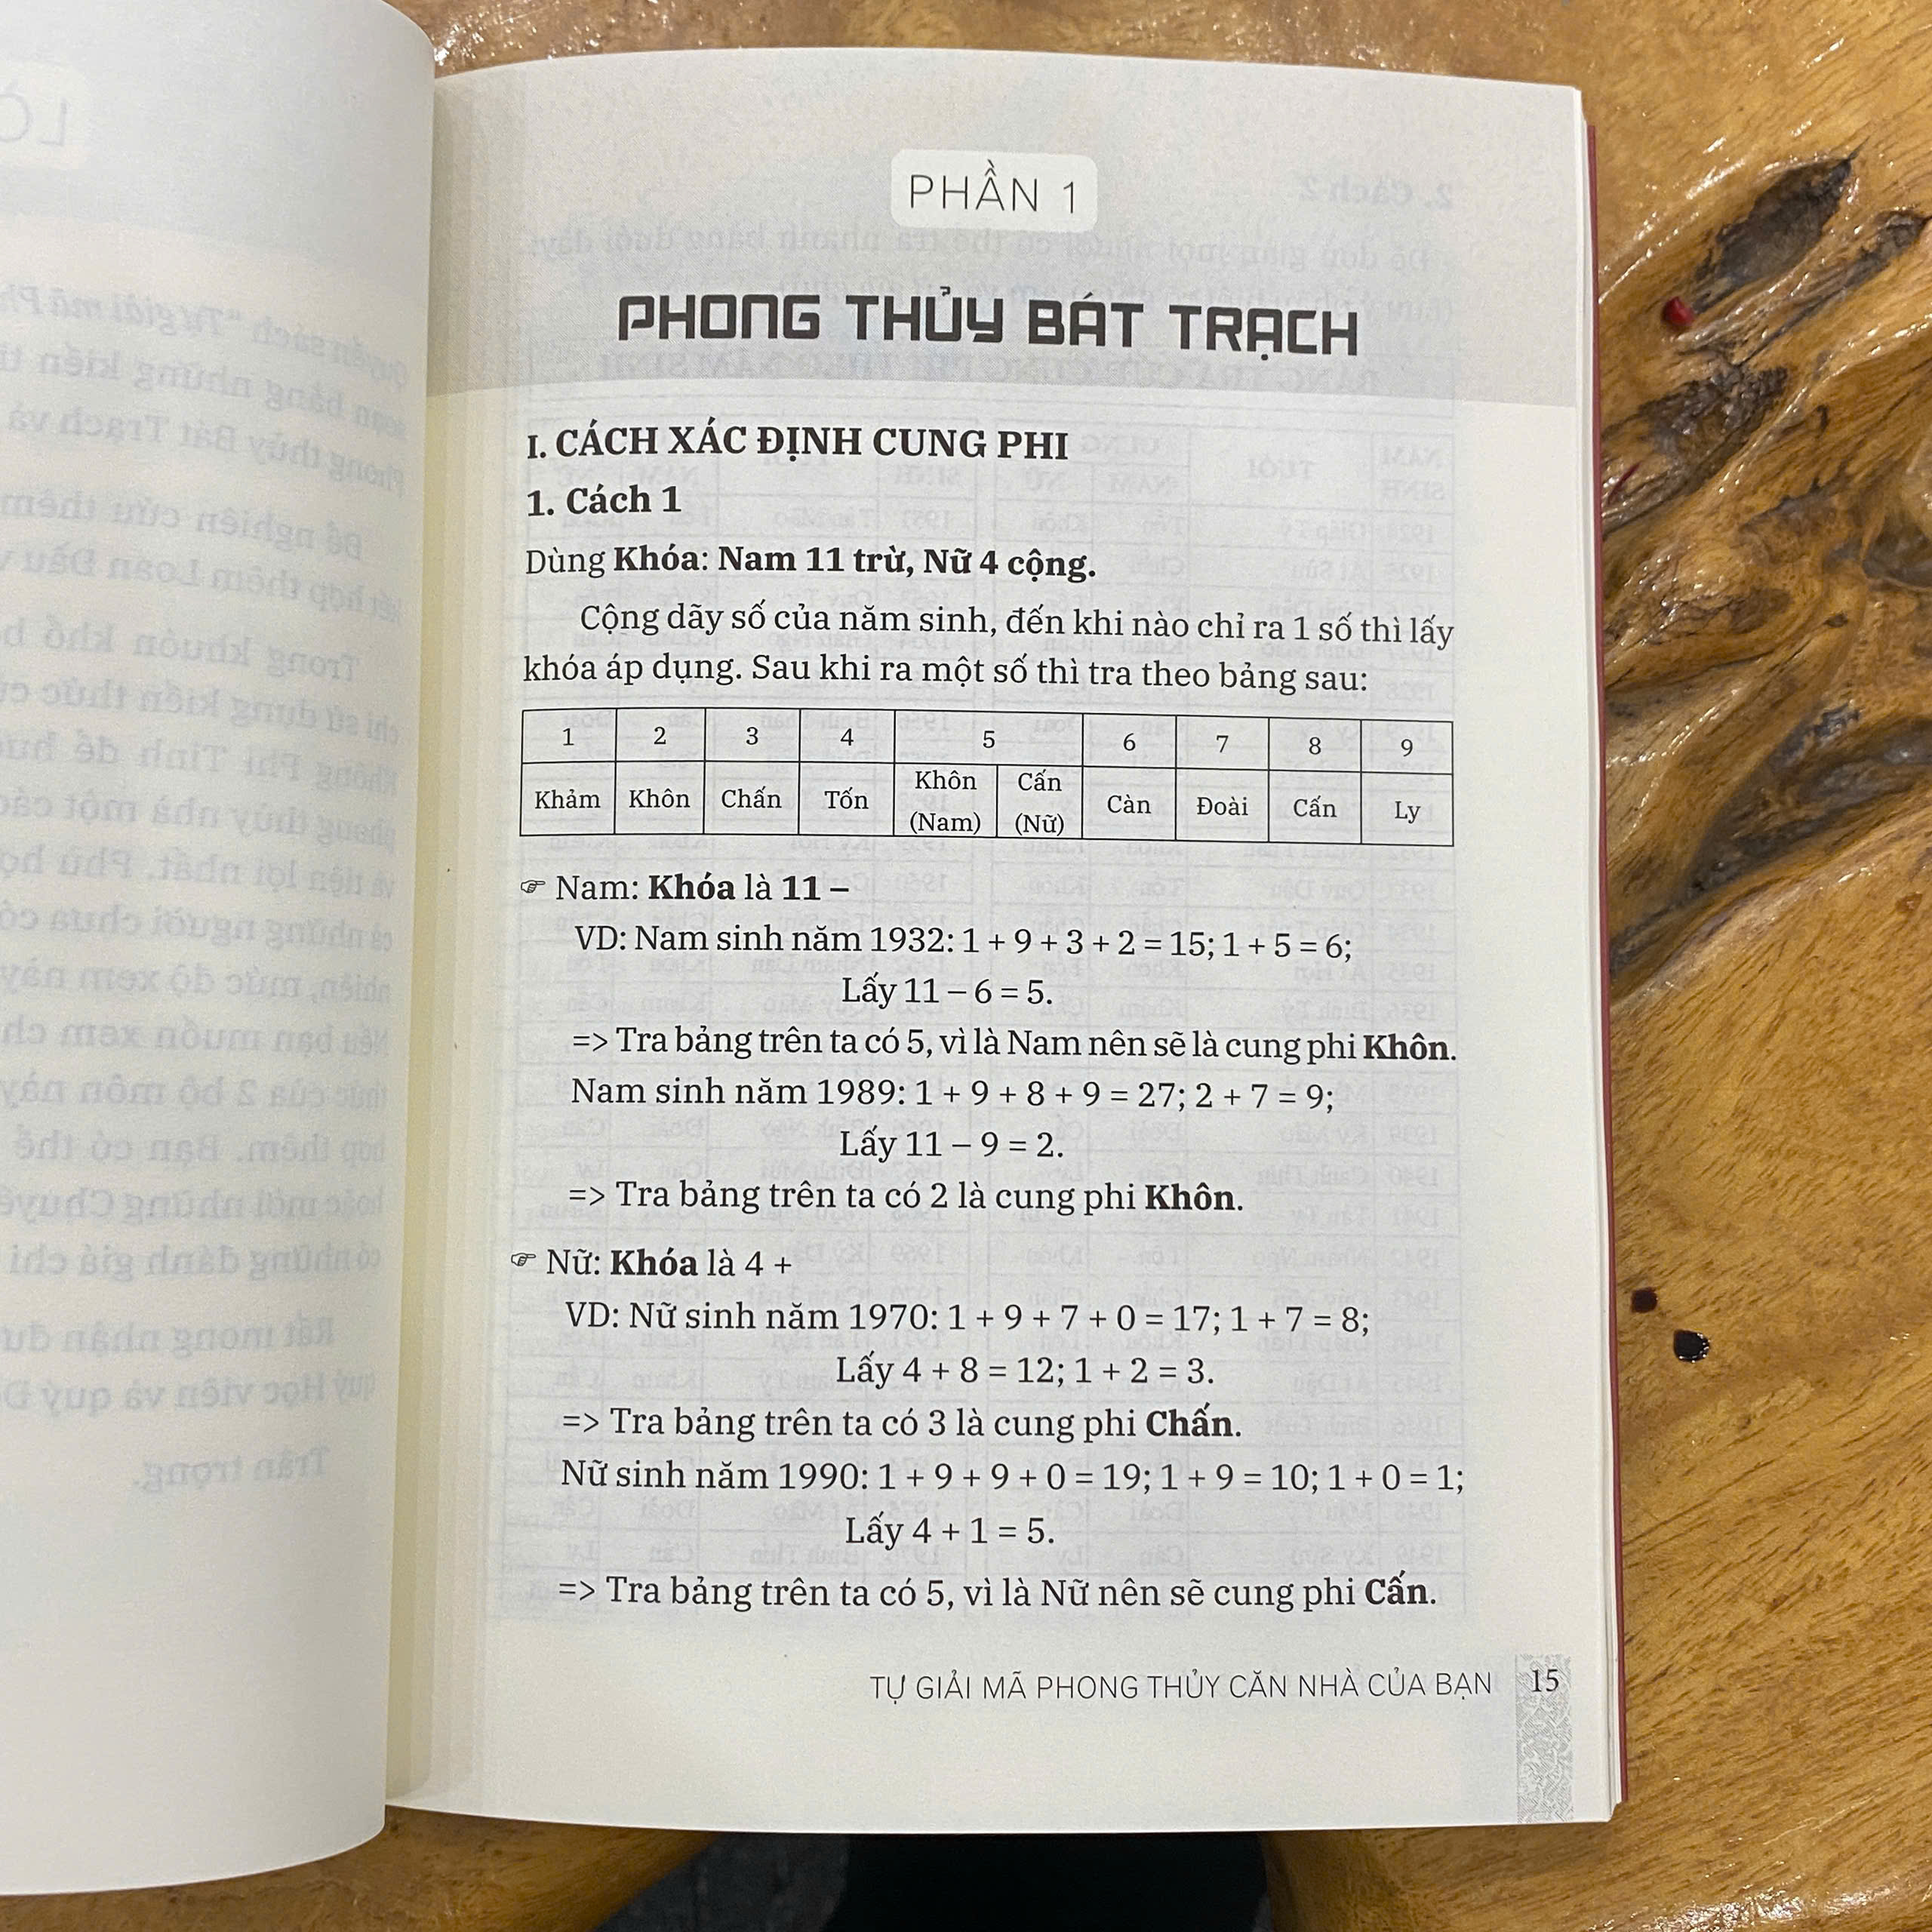 PHẦN 1
PHONG THỦY BÁT TRẠCH
I. CÁCH XÁC ĐỊNH CUNG PHI
1. Cách 1
Dùng Khóa: Nam 11 trừ, Nữ 4 cộng.
Cộng dãy số của năm sinh, đến khi nào chỉ ra 1 số thì lấy
khóa áp dụng. Sau khi ra một số thì tra theo bảng sau:
1 2 3 4 5 6 7 8 9
Khảm Khôn Chấn Tốn Khôn (Nam) Cấn (Nữ) Càn Đoài Cấn Ly
☞ Nam: Khóa là 11 –
VD: Nam sinh năm 1932: 1 + 9 + 3 + 2 = 15; 1 + 5 = 6;
Lấy 11 – 6 = 5.
=> Tra bảng trên ta có 5, vì là Nam nên sẽ là cung phi Khôn.
Nam sinh năm 1989: 1 + 9 + 8 + 9 = 27; 2 + 7 = 9;
Lấy 11 – 9 = 2.
=> Tra bảng trên ta có 2 là cung phi Khôn.
☞ Nữ: Khóa là 4 +
VD: Nữ sinh năm 1970: 1 + 9 + 7 + 0 = 17; 1 + 7 = 8;
Lấy 4 + 8 = 12; 1 + 2 = 3.
=> Tra bảng trên ta có 3 là cung phi Chấn.
Nữ sinh năm 1990: 1 + 9 + 9 + 0 = 19; 1 + 9 = 10; 1 + 0 = 1;
Lấy 4 + 1 = 5.
=> Tra bảng trên ta có 5, vì là Nữ nên sẽ cung phi Cấn.
TỰ GIẢI MÃ PHONG THỦY CĂN NHÀ CỦA BẠN 15